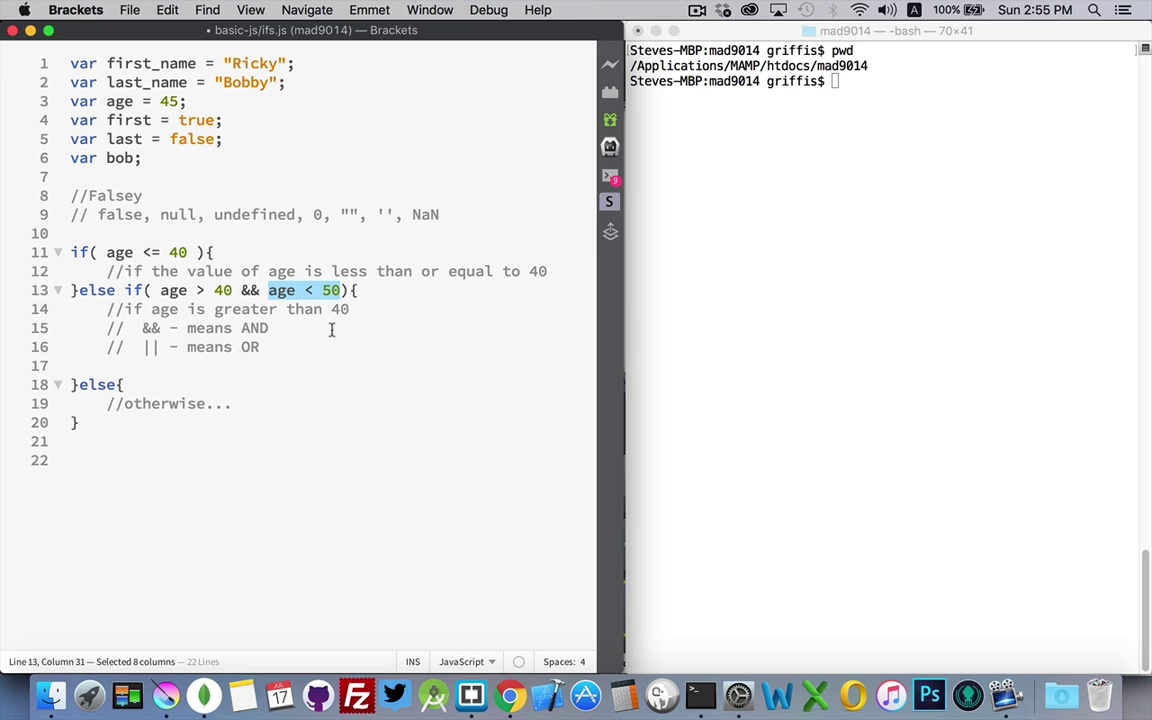 Brackets File Edit Find View Navigate Emmet Window Debug Help 100% Sun 2:55 PM
• basic-js/ifs.js (mad9014) — Brackets
mad9014 — -bash — 70×41
1 var first_name = "Ricky";
2 var last_name = "Bobby";
3 var age = 45;
4 var first = true;
5 var last = false;
6 var bob;
7
8 //Falsey
9 // false, null, undefined, 0, "", '', NaN
10
11 if( age <= 40 ){
12 //if the value of age is less than or equal to 40
13 }else if( age > 40 && age < 50){
14 //if age is greater than 40
15 // && - means AND
16 // || - means OR
17
18 }else{
19 //otherwise...
20 }
21
22
9
S
Line 13, Column 31 — Selected 8 columns — 22 Lines
INS JavaScript Spaces: 4
Steves-MBP:mad9014 griffis$ pwd
/Applications/MAMP/htdocs/mad9014
Steves-MBP:mad9014 griffis$
JUL
17
Fz
W
X
O
Ps